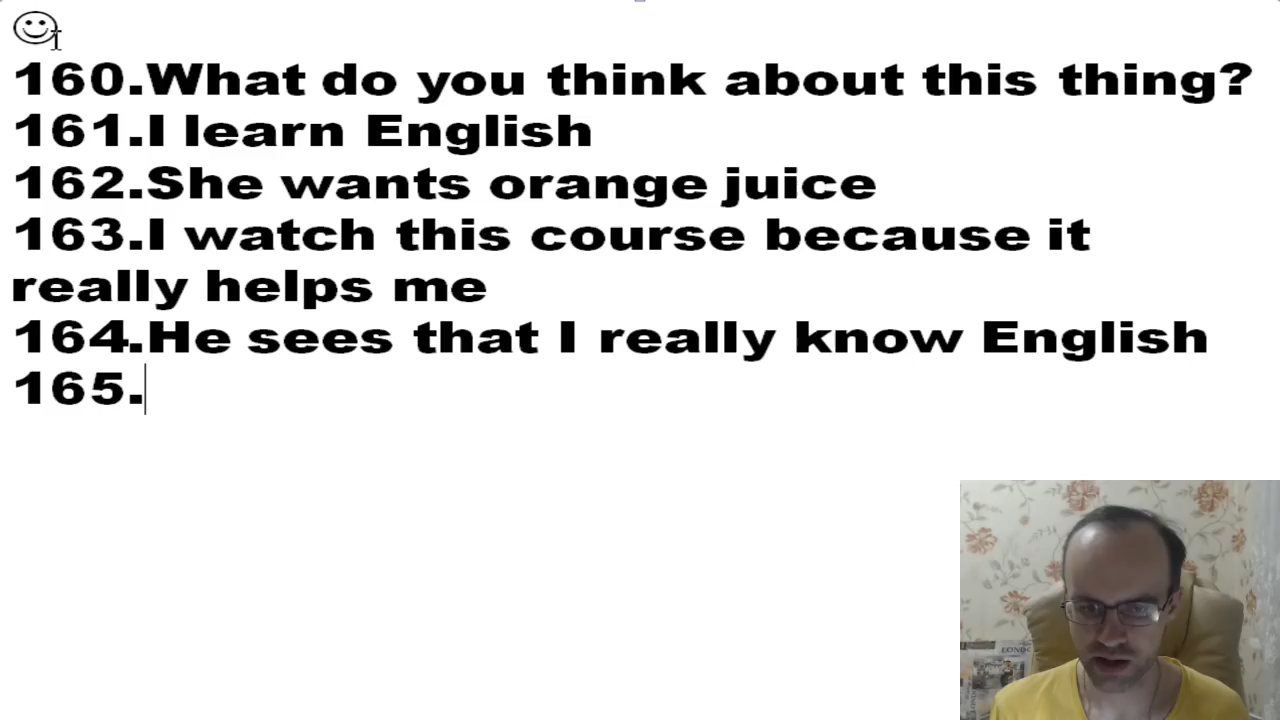 160.What do you think about this thing?
161.I learn English
162.She wants orange juice
163.I watch this course because it
really helps me
164.He sees that I really know English
165.